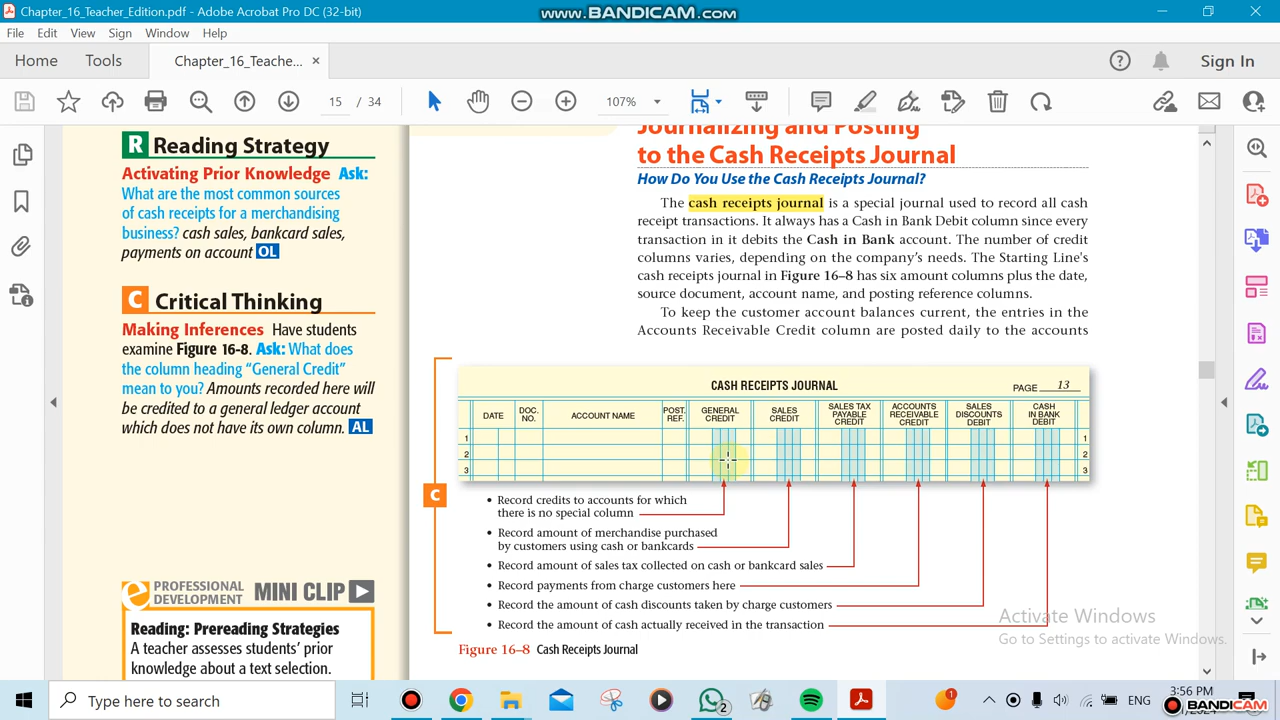 Chapter_16_Teacher_Edition.pdf - Adobe Acrobat Pro DC (32-bit)
www.BANDICAM.com
File Edit View Sign Window Help
Home Tools Chapter_16_Teache... × Sign In
15 / 34 107%
R Reading Strategy
Activating Prior Knowledge Ask:
What are the most common sources
of cash receipts for a merchandising
business? cash sales, bankcard sales,
payments on account OL
C Critical Thinking
Making Inferences Have students
examine Figure 16-8. Ask: What does
the column heading “General Credit”
mean to you? Amounts recorded here will
be credited to a general ledger account
which does not have its own column. AL
e PROFESSIONAL
DEVELOPMENT MINI CLIP
Reading: Prereading Strategies
A teacher assesses students’ prior
knowledge about a text selection.
Journalizing and Posting
to the Cash Receipts Journal
How Do You Use the Cash Receipts Journal?
The cash receipts journal is a special journal used to record all cash
receipt transactions. It always has a Cash in Bank Debit column since every
transaction in it debits the Cash in Bank account. The number of credit
columns varies, depending on the company’s needs. The Starting Line's
cash receipts journal in Figure 16–8 has six amount columns plus the date,
source document, account name, and posting reference columns.
To keep the customer account balances current, the entries in the
Accounts Receivable Credit column are posted daily to the accounts
CASH RECEIPTS JOURNAL PAGE 13
DATE DOC. NO. ACCOUNT NAME POST. REF. GENERAL CREDIT SALES CREDIT SALES TAX PAYABLE CREDIT ACCOUNTS RECEIVABLE CREDIT SALES DISCOUNTS DEBIT CASH IN BANK DEBIT
1 1
2 2
3 3
C
• Record credits to accounts for which
there is no special column
• Record amount of merchandise purchased
by customers using cash or bankcards
• Record amount of sales tax collected on cash or bankcard sales
• Record payments from charge customers here
• Record the amount of cash discounts taken by charge customers
• Record the amount of cash actually received in the transaction
Figure 16–8 Cash Receipts Journal
Activate Windows
Go to Settings to activate Windows.
Type here to search
2
1
ENG
3:56 PM
BANDICAM